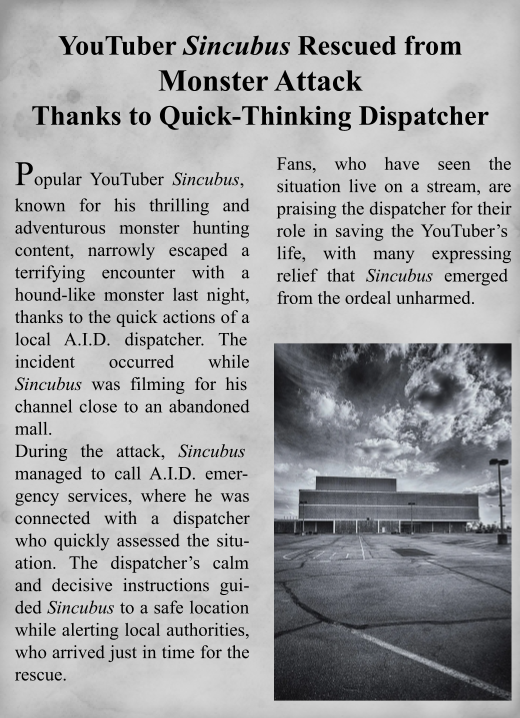 YouTuber Sincubus Rescued from
Monster Attack
Thanks to Quick-Thinking Dispatcher
Popular YouTuber Sincubus,
known for his thrilling and
adventurous monster hunting
content, narrowly escaped a
terrifying encounter with a
hound-like monster last night,
thanks to the quick actions of a
local A.I.D. dispatcher. The
incident occurred while
Sincubus was filming for his
channel close to an abandoned
mall.
During the attack, Sincubus
managed to call A.I.D. emer-
gency services, where he was
connected with a dispatcher
who quickly assessed the situ-
ation. The dispatcher's calm
and decisive instructions gui-
ded Sincubus to a safe location
while alerting local authorities,
who arrived just in time for the
rescue.
Fans, who have seen the
situation live on a stream, are
praising the dispatcher for their
role in saving the YouTuber's
life, with many expressing
relief that Sincubus emerged
from the ordeal unharmed.